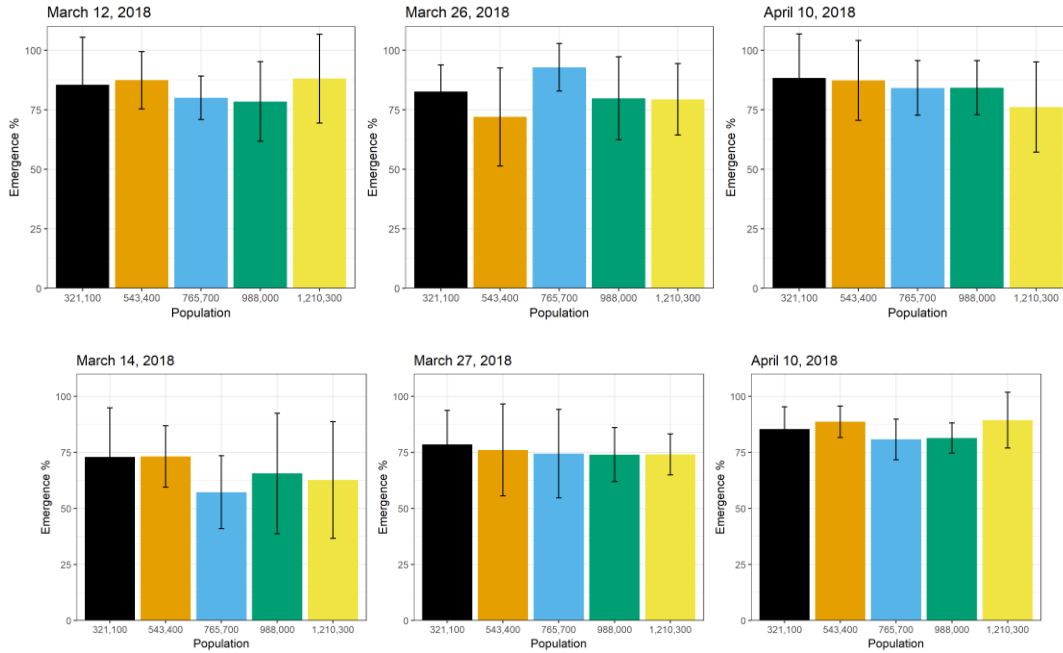 March 12, 2018
100
75
50
25
0
Emergence %
321,100 543,400 765,700 988,000 1,210,300
Population
March 26, 2018
100
75
50
25
0
Emergence %
321,100 543,400 765,700 988,000 1,210,300
Population
April 10, 2018
100
75
50
25
0
Emergence %
321,100 543,400 765,700 988,000 1,210,300
Population
March 14, 2018
100
75
50
25
0
Emergence %
321,100 543,400 765,700 988,000 1,210,300
Population
March 27, 2018
100
75
50
25
0
Emergence %
321,100 543,400 765,700 988,000 1,210,300
Population
April 10, 2018
100
75
50
25
0
Emergence %
321,100 543,400 765,700 988,000 1,210,300
Population